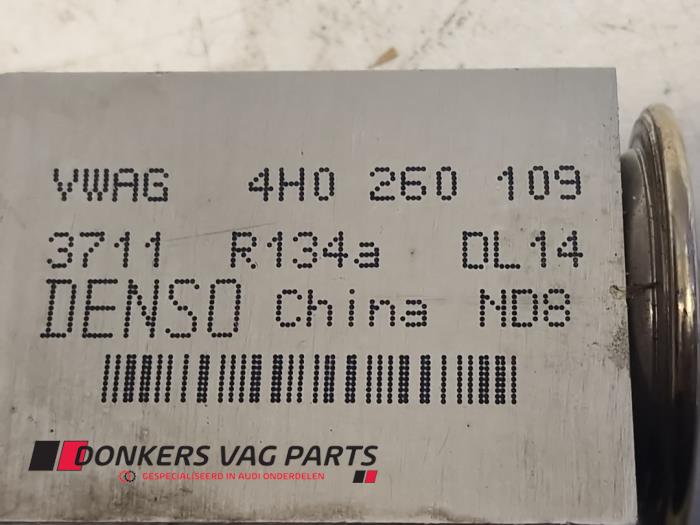 VWAG 4H0 260 109
3711 R134a DL14
DENSO China ND8
DONKERS VAG PARTS
GESPECIALISEERD IN AUDI ONDERDELEN